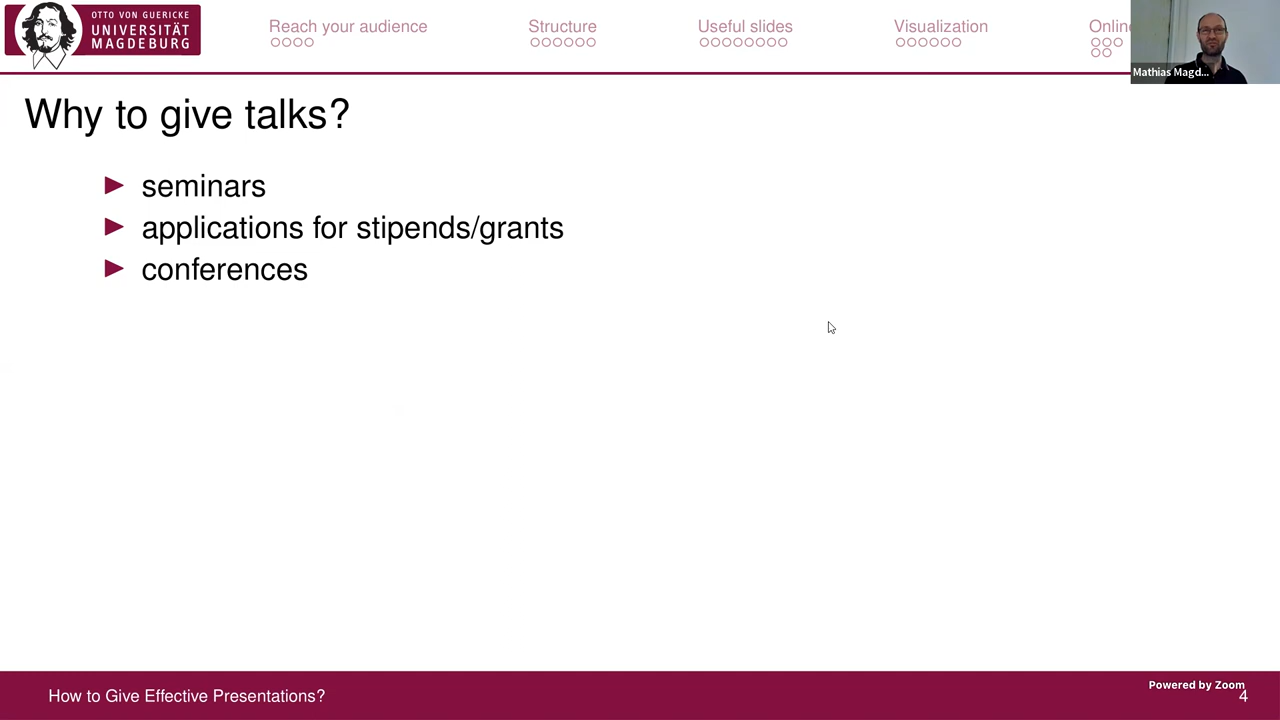 OTTO VON GUERICKE
UNIVERSITÄT
MAGDEBURG
Reach your audience
Structure
Useful slides
Visualization
Onlin
Mathias Magd...
Why to give talks?
seminars
applications for stipends/grants
conferences
Powered by Zoom
How to Give Effective Presentations?
4